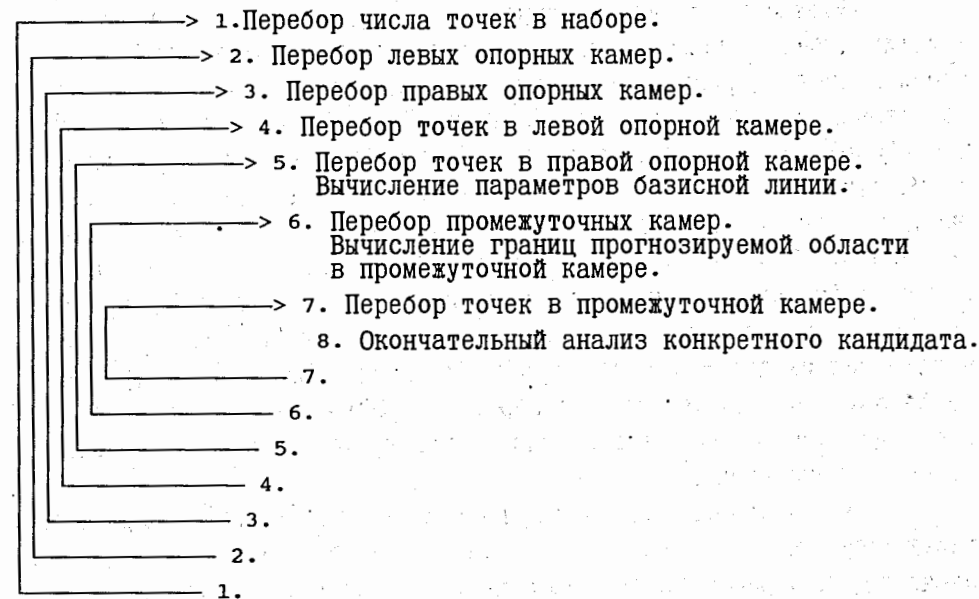 1.Перебор числа точек в наборе.
2. Перебор левых опорных камер.
3. Перебор правых опорных камер.
4. Перебор точек в левой опорной камере.
5. Перебор точек в правой опорной камере.
Вычисление параметров базисной линии.
6. Перебор промежуточных камер.
Вычисление границ прогнозируемой области
в промежуточной камере.
7. Перебор точек в промежуточной камере.
8. Окончательный анализ конкретного кандидата.
7.
6.
5.
4.
3.
2.
1.